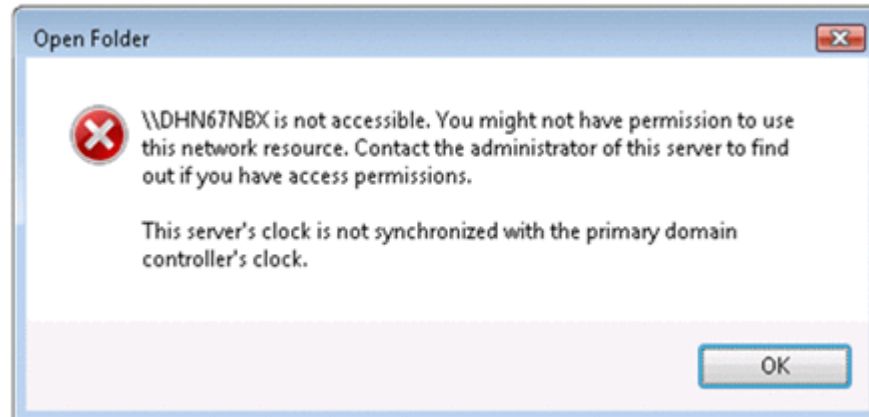 Open Folder
\\DHN67NBX is not accessible. You might not have permission to use
this network resource. Contact the administrator of this server to find
out if you have access permissions.
This server's clock is not synchronized with the primary domain
controller's clock.
OK